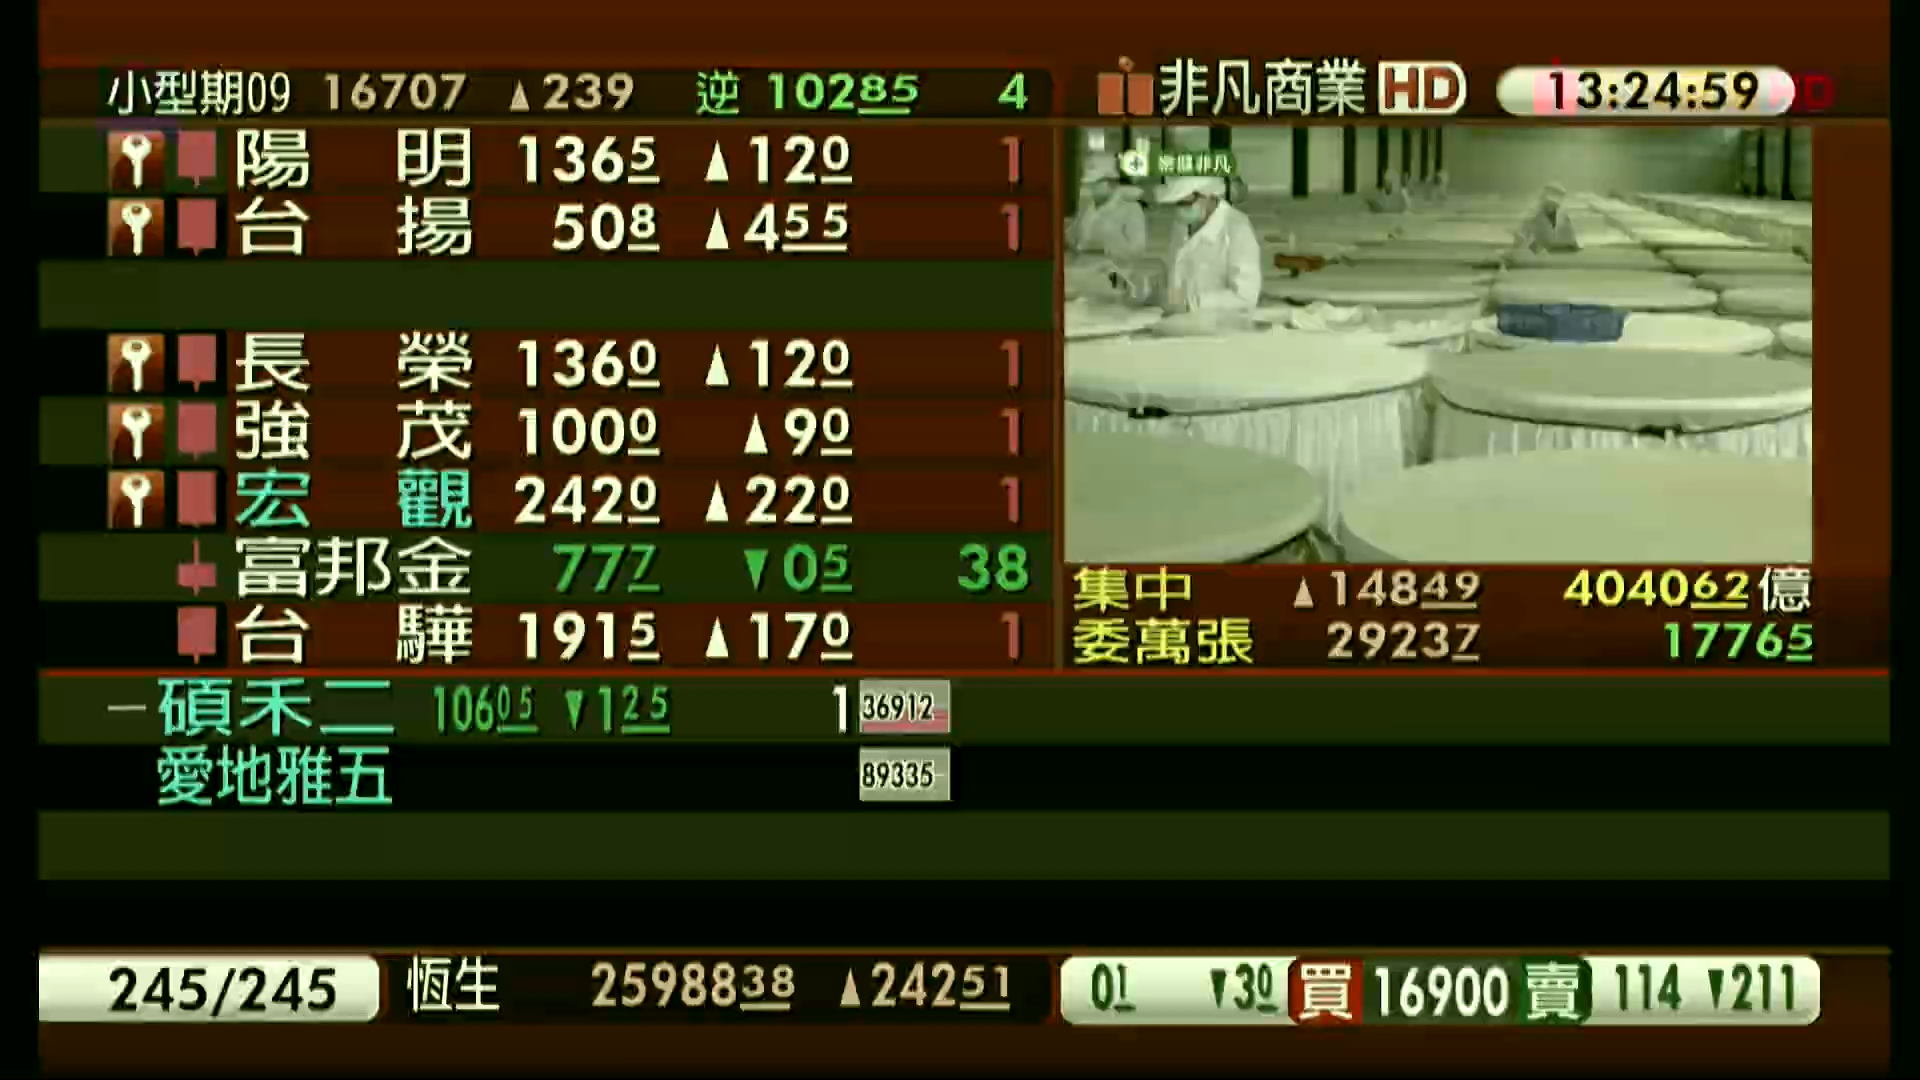 小型期09 16707 ▲239 逆 10285 4
非凡商業HD 13:24:59
陽明 1365 ▲120 1
台揚 508 ▲455 1
長榮 1360 ▲120 1
強茂 1000 ▲90 1
宏觀 2420 ▲220 1
富邦金 777 ▼05 38
台驊 1915 ▲170 1
集中 ▲14849 404062億
委萬張 29237 17765
碩禾二 10605 ▼125 1 36912
愛地雅五 89335
245/245 恆生 2598838 ▲24251 01 ▼30 買 16900 賣 114 ▼211